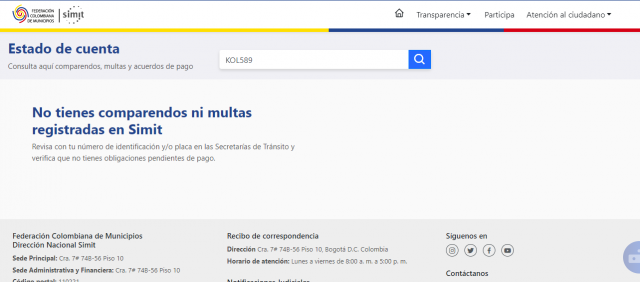 FEDERACIÓN
COLOMBIANA
DE MUNICIPIOS
simit
Transparencia
Participa
Atención al ciudadano
Estado de cuenta
Consulta aquí comparendos, multas y acuerdos de pago
KOL589
No tienes comparendos ni multas
registradas en Simit
Revisa con tu número de identificación y/o placa en las Secretarías de Tránsito y
verifica que no tienes obligaciones pendientes de pago.
Federación Colombiana de Municipios
Dirección Nacional Simit
Sede Principal: Cra. 7# 74B-56 Piso 10
Sede Administrativa y Financiera: Cra. 7# 74B-56 Piso 10
Código postal: 110221
Recibo de correspondencia
Dirección Cra. 7# 74B-56 Piso 10, Bogotá D.C. Colombia
Horario de atención: Lunes a viernes de 8:00 a. m. a 5:00 p. m.
Notificaciones Judiciales
Síguenos en
Contáctanos